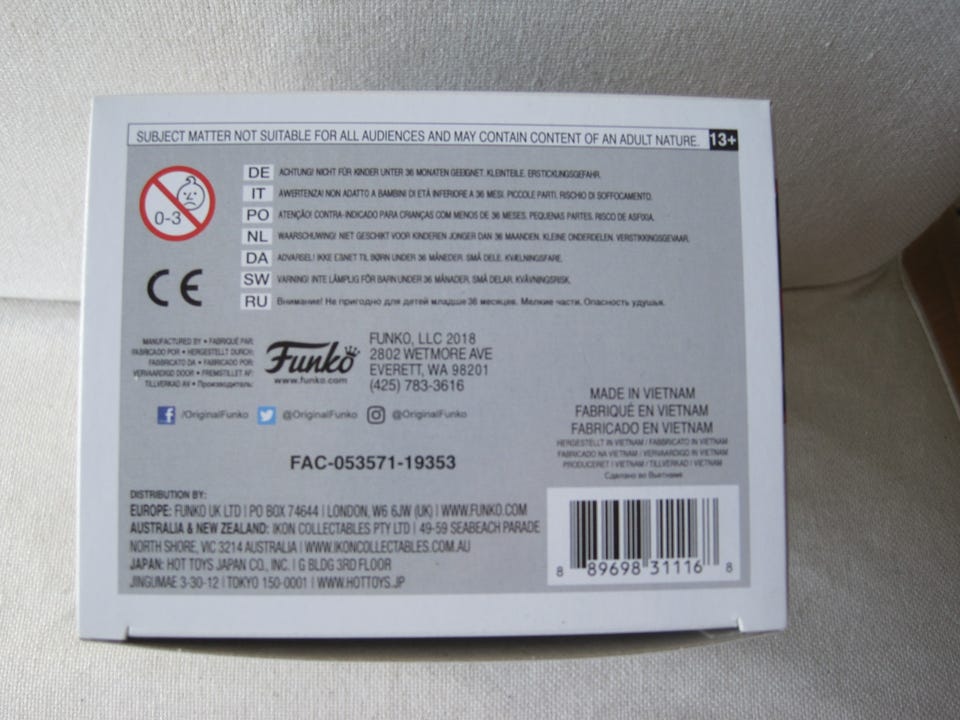 SUBJECT MATTER NOT SUITABLE FOR ALL AUDIENCES AND MAY CONTAIN CONTENT OF AN ADULT NATURE. 13+
0-3
DE ACHTUNG! NICHT FÜR KINDER UNTER 36 MONATEN GEEIGNET. KLEINTEILE. ERSTICKUNGSGEFAHR.
IT AWERTENZA! NON ADATTO A BAMBINI DI ETÀ INFERIORE A 36 MESI. PICCOLE PARTI. RISCHIO DI SOFFOCAMENTO.
PO ATENÇÃO! CONTRA-INDICADO PARA CRIANÇAS COM MENOS DE 36 MESES. PEQUENAS PARTES. RISCO DE ASFIXIA.
NL WAARSCHUWING! NIET GESCHIKT VOOR KINDEREN JONGER DAN 36 MAANDEN. KLEINE ONDERDELEN. VERSTIKKINGSGEVAAR.
DA ADVARSEL! IKKE EGNET TIL BØRN UNDER 36 MÅNEDER. SMÅ DELE. KVÆLNINGSFARE.
SW VARNING! INTE LÄMPLIG FÖR BARN UNDER 36 MÅNADER. SMÅ DELAR. KVÄVNINGSRISK.
RU Внимание! Не пригодно для детей младше 36 месяцев. Мелкие части. Опасность удушья.
CE
MANUFACTURED BY • FABRIQUÉ PAR:
FABRICADO POR • HERGESTELLT DURCH:
FABBRICATO DA • FABRICADO POR:
VERVAARDIGD DOOR • FREMSTILLET AF:
TILLVERKAD AV • Производитель:
Funko
www.funko.com
FUNKO, LLC 2018
2802 WETMORE AVE
EVERETT, WA 98201
(425) 783-3616
f /OriginalFunko @OriginalFunko @OriginalFunko
MADE IN VIETNAM
FABRIQUÉ EN VIETNAM
FABRICADO EN VIETNAM
HERGESTELLT IN VIETNAM / FABBRICATO IN VIETNAM
FABRICADO NA VIETNAM / VERVAARDIGD IN VIETNAM
PRODUCERET I VIETNAM / TILLVERKAD I VIETNAM
Сделано во Вьетнаме
FAC-053571-19353
DISTRIBUTION BY:
EUROPE: FUNKO UK LTD | PO BOX 74644 | LONDON, W6 6JW (UK) | WWW.FUNKO.COM
AUSTRALIA & NEW ZEALAND: IKON COLLECTABLES PTY LTD | 49-59 SEABEACH PARADE
NORTH SHORE, VIC 3214 AUSTRALIA | WWW.IKONCOLLECTABLES.COM.AU
JAPAN: HOT TOYS JAPAN CO., INC. | G BLDG 3RD FLOOR
JINGUMAE 3-30-12 | TOKYO 150-0001 | WWW.HOTTOYS.JP
8 89698 31116 8